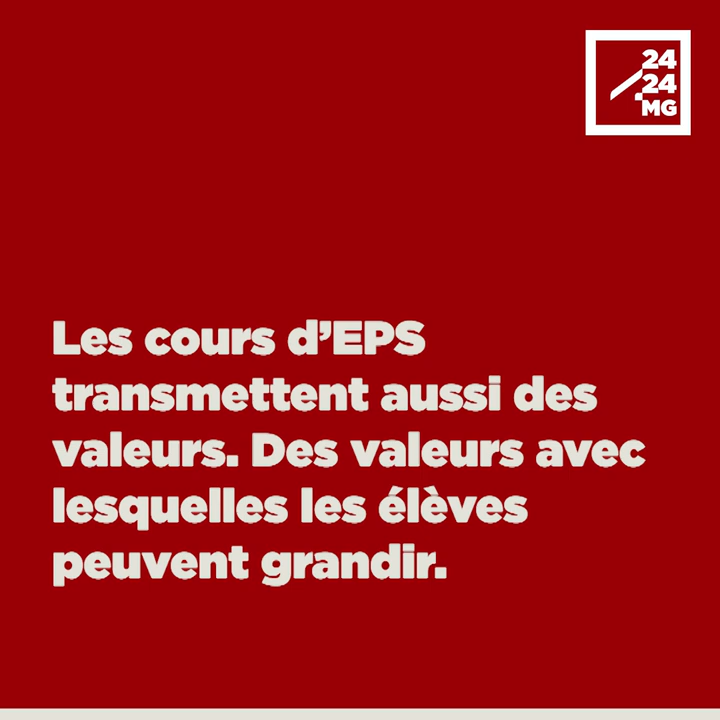 24
24
MG
Les cours d’EPS
transmettent aussi des
valeurs. Des valeurs avec
lesquelles les élèves
peuvent grandir.